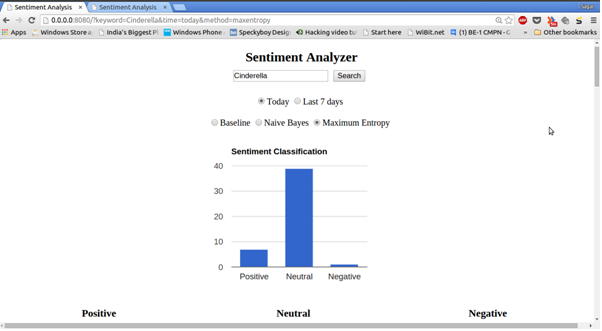 Sentiment Analysis × Sentiment Analysis ×
0.0.0.0:8080/?keyword=Cinderella&time=today&method=maxentropy
Apps Windows Store a India's Biggest Pl Windows Phone Speckyboy Desig Hacking video tut Start here WiBit.net (1) BE-1 CMPN - G » Other bookmarks
Sentiment Analyzer
Cinderella Search
Today Last 7 days
Baseline Naive Bayes Maximum Entropy
Sentiment Classification
40
30
20
10
0
Positive Neutral Negative
Positive Neutral Negative